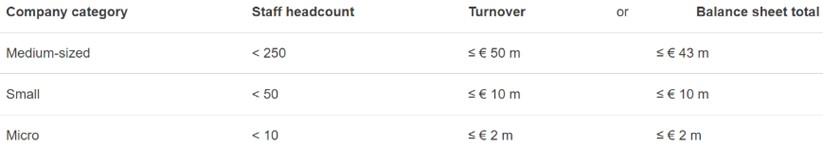 Company category Staff headcount Turnover or Balance sheet total
Medium-sized < 250 ≤ € 50 m ≤ € 43 m
Small < 50 ≤ € 10 m ≤ € 10 m
Micro < 10 ≤ € 2 m ≤ € 2 m